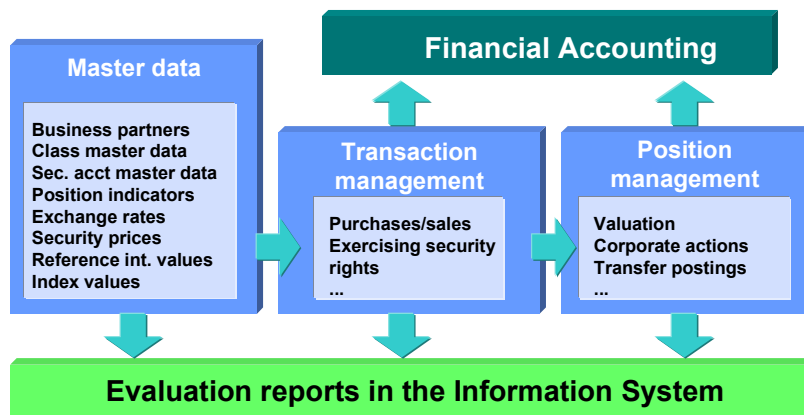 Financial Accounting
Master data
Business partners
Class master data
Sec. acct master data
Position indicators
Exchange rates
Security prices
Reference int. values
Index values
Transaction
management
Purchases/sales
Exercising security
rights
...
Position
management
Valuation
Corporate actions
Transfer postings
...
Evaluation reports in the Information System